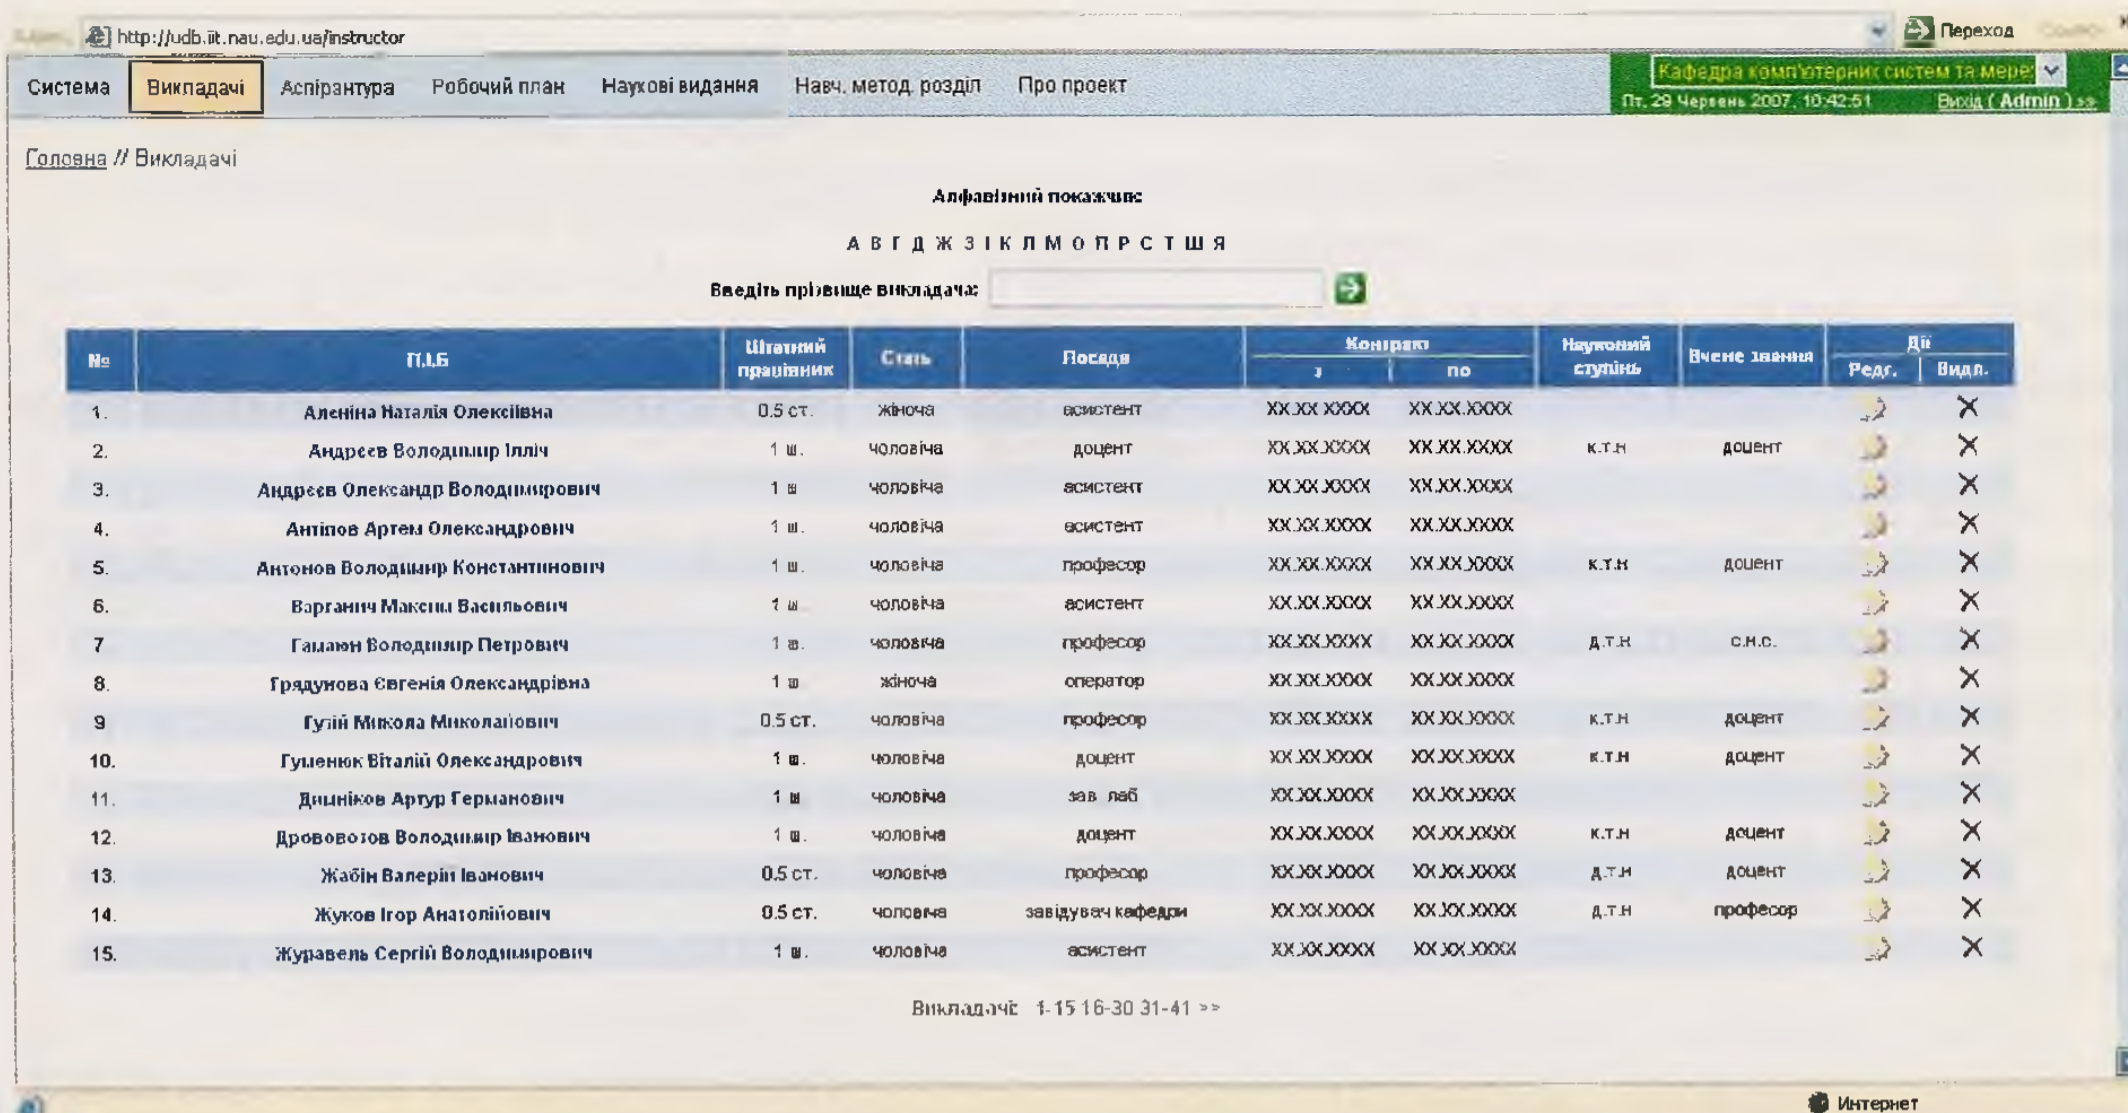 http://udb.iit.nau.edu.ua/instructor Переход
Система Викладачі Аспірантура Робочий план Наукові видання Навч. метод. розділ Про проект Кафедра комп'ютерних систем та мереж
Пт, 29 Червень 2007, 10:42:51 Вихід ( Admin ) >>
Головна // Викладачі
Алфавітний покажчик:
А В Г Д Ж З І К Л М О П Р С Т Ш Я
Введіть прізвище викладача:
№ П.І.Б Штатний працівник Стать Посада Контракт з по Науковий ступінь Вчене звання Дії Редг. Видл.
1. Аленіна Наталія Олексіївна 0.5 ст. жіноча асистент XX.XX.XXXX XX.XX.XXXX
2. Андреєв Володимир Ілліч 1 ш. чоловіча доцент XX.XX.XXXX XX.XX.XXXX к.т.н доцент
3. Андреєв Олександр Володимирович 1 ш. чоловіча асистент XX.XX.XXXX XX.XX.XXXX
4. Антіпов Артем Олександрович 1 ш. чоловіча асистент XX.XX.XXXX XX.XX.XXXX
5. Антонов Володимир Константинович 1 ш. чоловіча професор XX.XX.XXXX XX.XX.XXXX к.т.н доцент
6. Варганич Максим Васильович 1 ш. чоловіча асистент XX.XX.XXXX XX.XX.XXXX
7 Гамаюн Володимир Петрович 1 ш. чоловіча професор XX.XX.XXXX XX.XX.XXXX д.т.н с.н.с.
8. Грядунова Євгенія Олександрівна 1 ш жіноча оператор XX.XX.XXXX XX.XX.XXXX
9 Гузій Микола Миколайович 0.5 ст. чоловіча професор XX.XX.XXXX XX.XX.XXXX к.т.н доцент
10. Гуменюк Віталій Олександрович 1 ш. чоловіча доцент XX.XX.XXXX XX.XX.XXXX к.т.н доцент
11. Димніков Артур Германович 1 ш чоловіча зав. лаб XX.XX.XXXX XX.XX.XXXX
12. Дрововозов Володимир Іванович 1 ш. чоловіча доцент XX.XX.XXXX XX.XX.XXXX к.т.н доцент
13. Жабін Валерій Іванович 0.5 ст. чоловіча професор XX.XX.XXXX XX.XX.XXXX д.т.н доцент
14. Жуков Ігор Анатолійович 0.5 ст. чоловіча завідувач кафедри XX.XX.XXXX XX.XX.XXXX д.т.н професор
15. Журавель Сергій Володимирович 1 ш. чоловіча асистент XX.XX.XXXX XX.XX.XXXX
Викладачі: 1-15 16-30 31-41 >>
Интернет